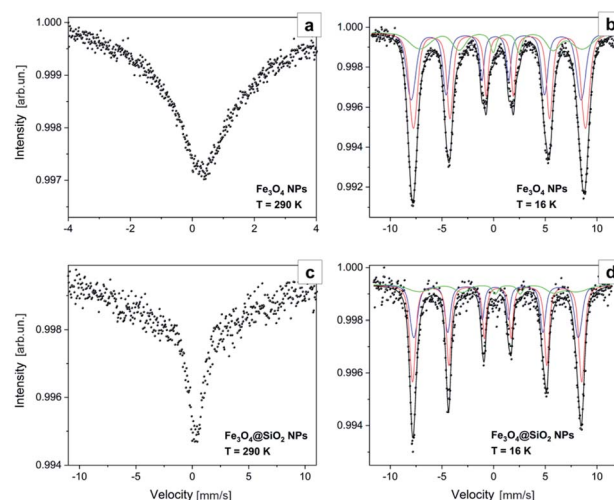 a
1.000
0.999
0.998
0.997
Intensity [arb.un.]
Fe₃O₄ NPs
T = 290 K
-4 -2 0 2 4
b
1.000
0.998
0.996
0.994
0.992
Fe₃O₄ NPs
T = 16 K
-10 -5 0 5 10
c
0.998
0.996
0.994
Intensity [arb.un.]
Fe₃O₄@SiO₂ NPs
T = 290 K
-10 -5 0 5 10
Velocity [mm/s]
d
1.000
0.998
0.996
0.994
Fe₃O₄@SiO₂ NPs
T = 16 K
-10 -5 0 5 10
Velocity [mm/s]